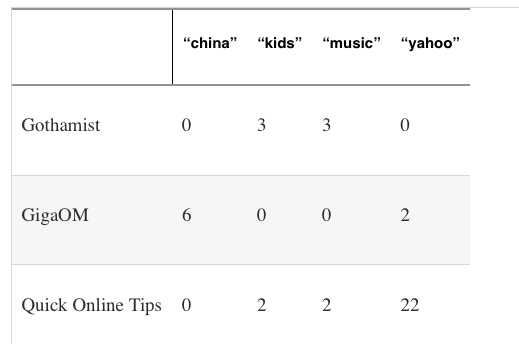 “china” “kids” “music” “yahoo”
Gothamist 0 3 3 0
GigaOM 6 0 0 2
Quick Online Tips 0 2 2 22